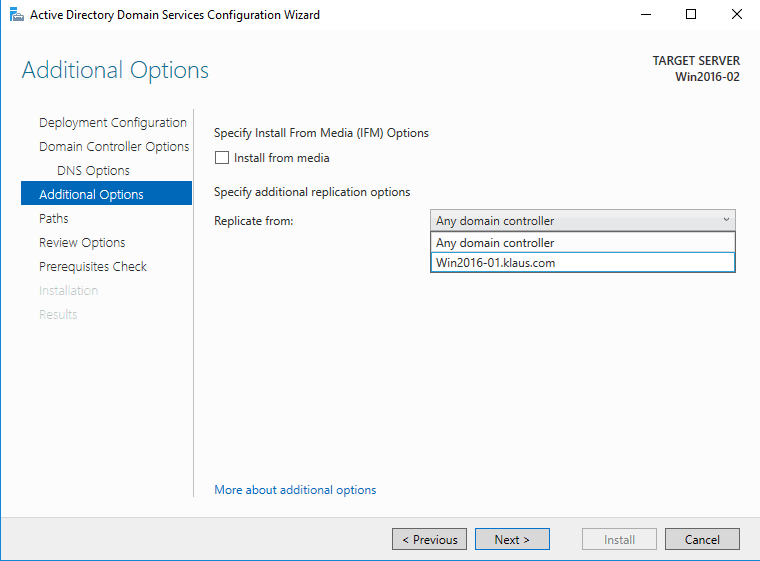 Active Directory Domain Services Configuration Wizard
Additional Options
TARGET SERVER
Win2016-02
Deployment Configuration
Domain Controller Options
DNS Options
Additional Options
Paths
Review Options
Prerequisites Check
Installation
Results
Specify Install From Media (IFM) Options
Install from media
Specify additional replication options
Replicate from:
Any domain controller
Any domain controller
Win2016-01.klaus.com
More about additional options
< Previous
Next >
Install
Cancel